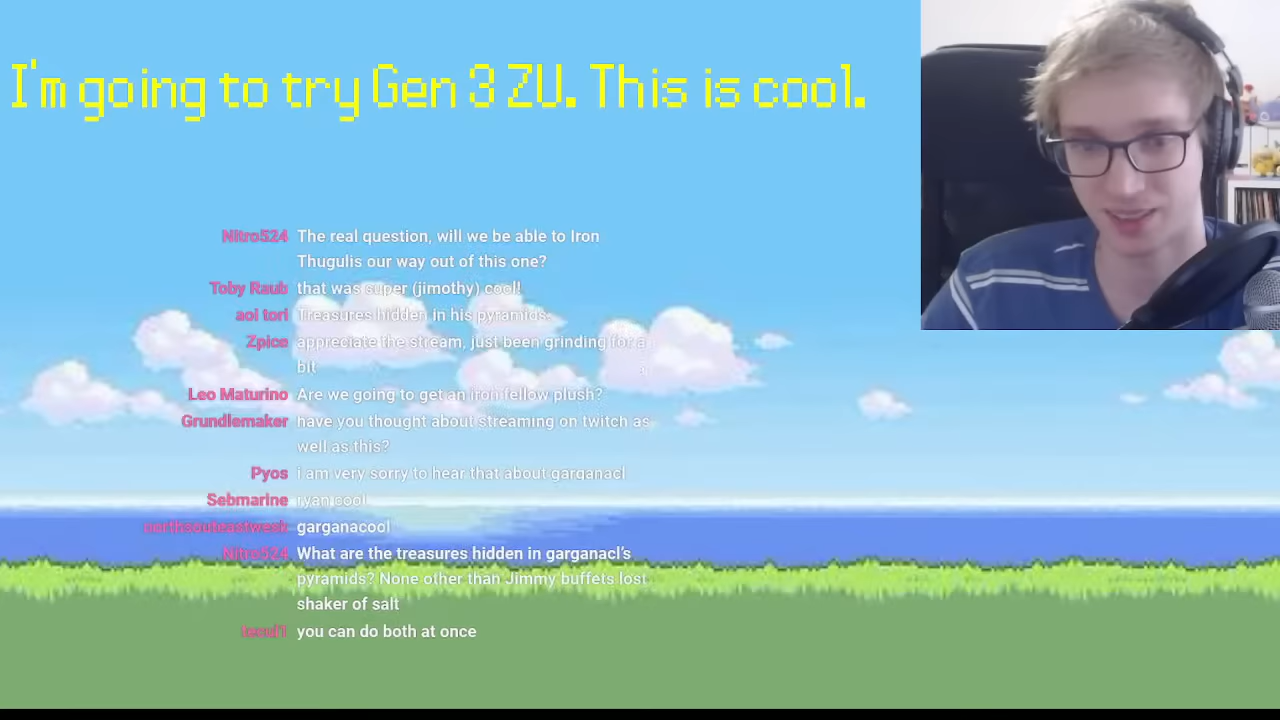 I'm going to try Gen 3 ZU. This is cool.
Nitro524 The real question, will we be able to Iron
Thugulis our way out of this one?
Toby Raub that was super (jimothy) cool!
aoi tori Treasures hidden in his pyramids.
Zpice appreciate the stream, just been grinding for a
bit
Leo Maturino Are we going to get an iron fellow plush?
Grundlemaker have you thought about streaming on twitch as
well as this?
Pyos i am very sorry to hear that about garganacl
Sebmarine ryan cool
garganacool
Nitro524 What are the treasures hidden in garganacl's
pyramids? None other than Jimmy buffets lost
shaker of salt
you can do both at once